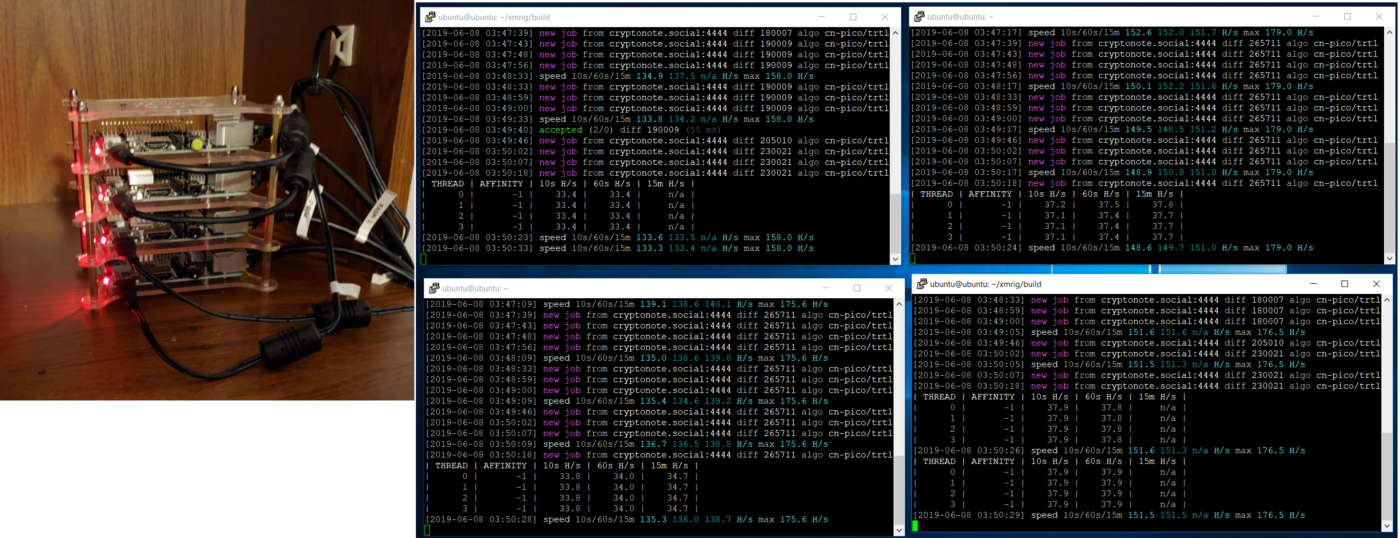 ubuntu@ubuntu: ~/xmrig/build
[2019-06-08 03:47:39] new job from cryptonote.social:4444 diff 180007 algo cn-pico/trtl
[2019-06-08 03:47:43] new job from cryptonote.social:4444 diff 190009 algo cn-pico/trtl
[2019-06-08 03:47:48] new job from cryptonote.social:4444 diff 190009 algo cn-pico/trtl
[2019-06-08 03:47:56] new job from cryptonote.social:4444 diff 190009 algo cn-pico/trtl
[2019-06-08 03:48:33] speed 10s/60s/15m 134.9 137.5 n/a H/s max 158.0 H/s
[2019-06-08 03:48:33] new job from cryptonote.social:4444 diff 190009 algo cn-pico/trtl
[2019-06-08 03:48:59] new job from cryptonote.social:4444 diff 190009 algo cn-pico/trtl
[2019-06-08 03:49:00] new job from cryptonote.social:4444 diff 190009 algo cn-pico/trtl
[2019-06-08 03:49:33] speed 10s/60s/15m 133.8 134.2 n/a H/s max 158.0 H/s
[2019-06-08 03:49:40] accepted (2/0) diff 190009 (55 ms)
[2019-06-08 03:49:46] new job from cryptonote.social:4444 diff 205010 algo cn-pico/trtl
[2019-06-08 03:50:02] new job from cryptonote.social:4444 diff 230021 algo cn-pico/trtl
[2019-06-08 03:50:07] new job from cryptonote.social:4444 diff 230021 algo cn-pico/trtl
[2019-06-08 03:50:18] new job from cryptonote.social:4444 diff 230021 algo cn-pico/trtl
| THREAD | AFFINITY | 10s H/s | 60s H/s | 15m H/s |
| 0 | -1 | 33.4 | 33.4 | n/a |
| 1 | -1 | 33.4 | 33.4 | n/a |
| 2 | -1 | 33.4 | 33.4 | n/a |
| 3 | -1 | 33.4 | 33.4 | n/a |
[2019-06-08 03:50:23] speed 10s/60s/15m 133.6 133.5 n/a H/s max 158.0 H/s
[2019-06-08 03:50:33] speed 10s/60s/15m 133.3 133.4 n/a H/s max 158.0 H/s
ubuntu@ubuntu: ~
[2019-06-08 03:47:17] speed 10s/60s/15m 152.6 152.0 151.7 H/s max 179.0 H/s
[2019-06-08 03:47:39] new job from cryptonote.social:4444 diff 265711 algo cn-pico/trtl
[2019-06-08 03:47:43] new job from cryptonote.social:4444 diff 265711 algo cn-pico/trtl
[2019-06-08 03:47:48] new job from cryptonote.social:4444 diff 265711 algo cn-pico/trtl
[2019-06-08 03:47:56] new job from cryptonote.social:4444 diff 265711 algo cn-pico/trtl
[2019-06-08 03:48:17] speed 10s/60s/15m 150.1 152.2 151.6 H/s max 179.0 H/s
[2019-06-08 03:48:33] new job from cryptonote.social:4444 diff 265711 algo cn-pico/trtl
[2019-06-08 03:48:59] new job from cryptonote.social:4444 diff 265711 algo cn-pico/trtl
[2019-06-08 03:49:00] new job from cryptonote.social:4444 diff 265711 algo cn-pico/trtl
[2019-06-08 03:49:17] speed 10s/60s/15m 149.5 148.5 151.2 H/s max 179.0 H/s
[2019-06-08 03:49:46] new job from cryptonote.social:4444 diff 265711 algo cn-pico/trtl
[2019-06-08 03:50:02] new job from cryptonote.social:4444 diff 265711 algo cn-pico/trtl
[2019-06-08 03:50:07] new job from cryptonote.social:4444 diff 265711 algo cn-pico/trtl
[2019-06-08 03:50:17] speed 10s/60s/15m 148.9 150.0 151.0 H/s max 179.0 H/s
[2019-06-08 03:50:18] new job from cryptonote.social:4444 diff 265711 algo cn-pico/trtl
| THREAD | AFFINITY | 10s H/s | 60s H/s | 15m H/s |
| 0 | -1 | 37.2 | 37.5 | 37.8 |
| 1 | -1 | 37.1 | 37.4 | 37.7 |
| 2 | -1 | 37.1 | 37.4 | 37.7 |
| 3 | -1 | 37.1 | 37.4 | 37.7 |
[2019-06-08 03:50:24] speed 10s/60s/15m 148.6 149.7 151.0 H/s max 179.0 H/s
ubuntu@ubuntu: ~
[2019-06-08 03:47:09] speed 10s/60s/15m 139.1 138.6 140.1 H/s max 175.6 H/s
[2019-06-08 03:47:39] new job from cryptonote.social:4444 diff 265711 algo cn-pico/trtl
[2019-06-08 03:47:43] new job from cryptonote.social:4444 diff 265711 algo cn-pico/trtl
[2019-06-08 03:47:48] new job from cryptonote.social:4444 diff 265711 algo cn-pico/trtl
[2019-06-08 03:47:56] new job from cryptonote.social:4444 diff 265711 algo cn-pico/trtl
[2019-06-08 03:48:09] speed 10s/60s/15m 135.0 138.6 139.8 H/s max 175.6 H/s
[2019-06-08 03:48:33] new job from cryptonote.social:4444 diff 265711 algo cn-pico/trtl
[2019-06-08 03:48:59] new job from cryptonote.social:4444 diff 265711 algo cn-pico/trtl
[2019-06-08 03:49:00] new job from cryptonote.social:4444 diff 265711 algo cn-pico/trtl
[2019-06-08 03:49:09] speed 10s/60s/15m 135.4 134.6 139.2 H/s max 175.6 H/s
[2019-06-08 03:49:46] new job from cryptonote.social:4444 diff 265711 algo cn-pico/trtl
[2019-06-08 03:50:02] new job from cryptonote.social:4444 diff 265711 algo cn-pico/trtl
[2019-06-08 03:50:07] new job from cryptonote.social:4444 diff 265711 algo cn-pico/trtl
[2019-06-08 03:50:09] speed 10s/60s/15m 136.7 136.5 138.8 H/s max 175.6 H/s
[2019-06-08 03:50:18] new job from cryptonote.social:4444 diff 265711 algo cn-pico/trtl
| THREAD | AFFINITY | 10s H/s | 60s H/s | 15m H/s |
| 0 | -1 | 33.8 | 34.0 | 34.7 |
| 1 | -1 | 33.8 | 34.0 | 34.7 |
| 2 | -1 | 33.8 | 34.0 | 34.7 |
| 3 | -1 | 33.8 | 34.0 | 34.7 |
[2019-06-08 03:50:28] speed 10s/60s/15m 135.3 136.0 138.7 H/s max 175.6 H/s
ubuntu@ubuntu: ~/xmrig/build
[2019-06-08 03:48:33] new job from cryptonote.social:4444 diff 180007 algo cn-pico/trtl
[2019-06-08 03:48:59] new job from cryptonote.social:4444 diff 180007 algo cn-pico/trtl
[2019-06-08 03:49:00] new job from cryptonote.social:4444 diff 180007 algo cn-pico/trtl
[2019-06-08 03:49:05] speed 10s/60s/15m 151.6 151.6 n/a H/s max 176.5 H/s
[2019-06-08 03:49:46] new job from cryptonote.social:4444 diff 205010 algo cn-pico/trtl
[2019-06-08 03:50:02] new job from cryptonote.social:4444 diff 230021 algo cn-pico/trtl
[2019-06-08 03:50:05] speed 10s/60s/15m 151.5 151.3 n/a H/s max 176.5 H/s
[2019-06-08 03:50:07] new job from cryptonote.social:4444 diff 230021 algo cn-pico/trtl
[2019-06-08 03:50:18] new job from cryptonote.social:4444 diff 230021 algo cn-pico/trtl
| THREAD | AFFINITY | 10s H/s | 60s H/s | 15m H/s |
| 0 | -1 | 37.9 | 37.8 | n/a |
| 1 | -1 | 37.9 | 37.8 | n/a |
| 2 | -1 | 37.9 | 37.8 | n/a |
| 3 | -1 | 37.9 | 37.8 | n/a |
[2019-06-08 03:50:26] speed 10s/60s/15m 151.6 151.3 n/a H/s max 176.5 H/s
| THREAD | AFFINITY | 10s H/s | 60s H/s | 15m H/s |
| 0 | -1 | 37.9 | 37.9 | n/a |
| 1 | -1 | 37.9 | 37.9 | n/a |
| 2 | -1 | 37.9 | 37.9 | n/a |
| 3 | -1 | 37.9 | 37.9 | n/a |
[2019-06-08 03:50:29] speed 10s/60s/15m 151.5 151.5 n/a H/s max 176.5 H/s